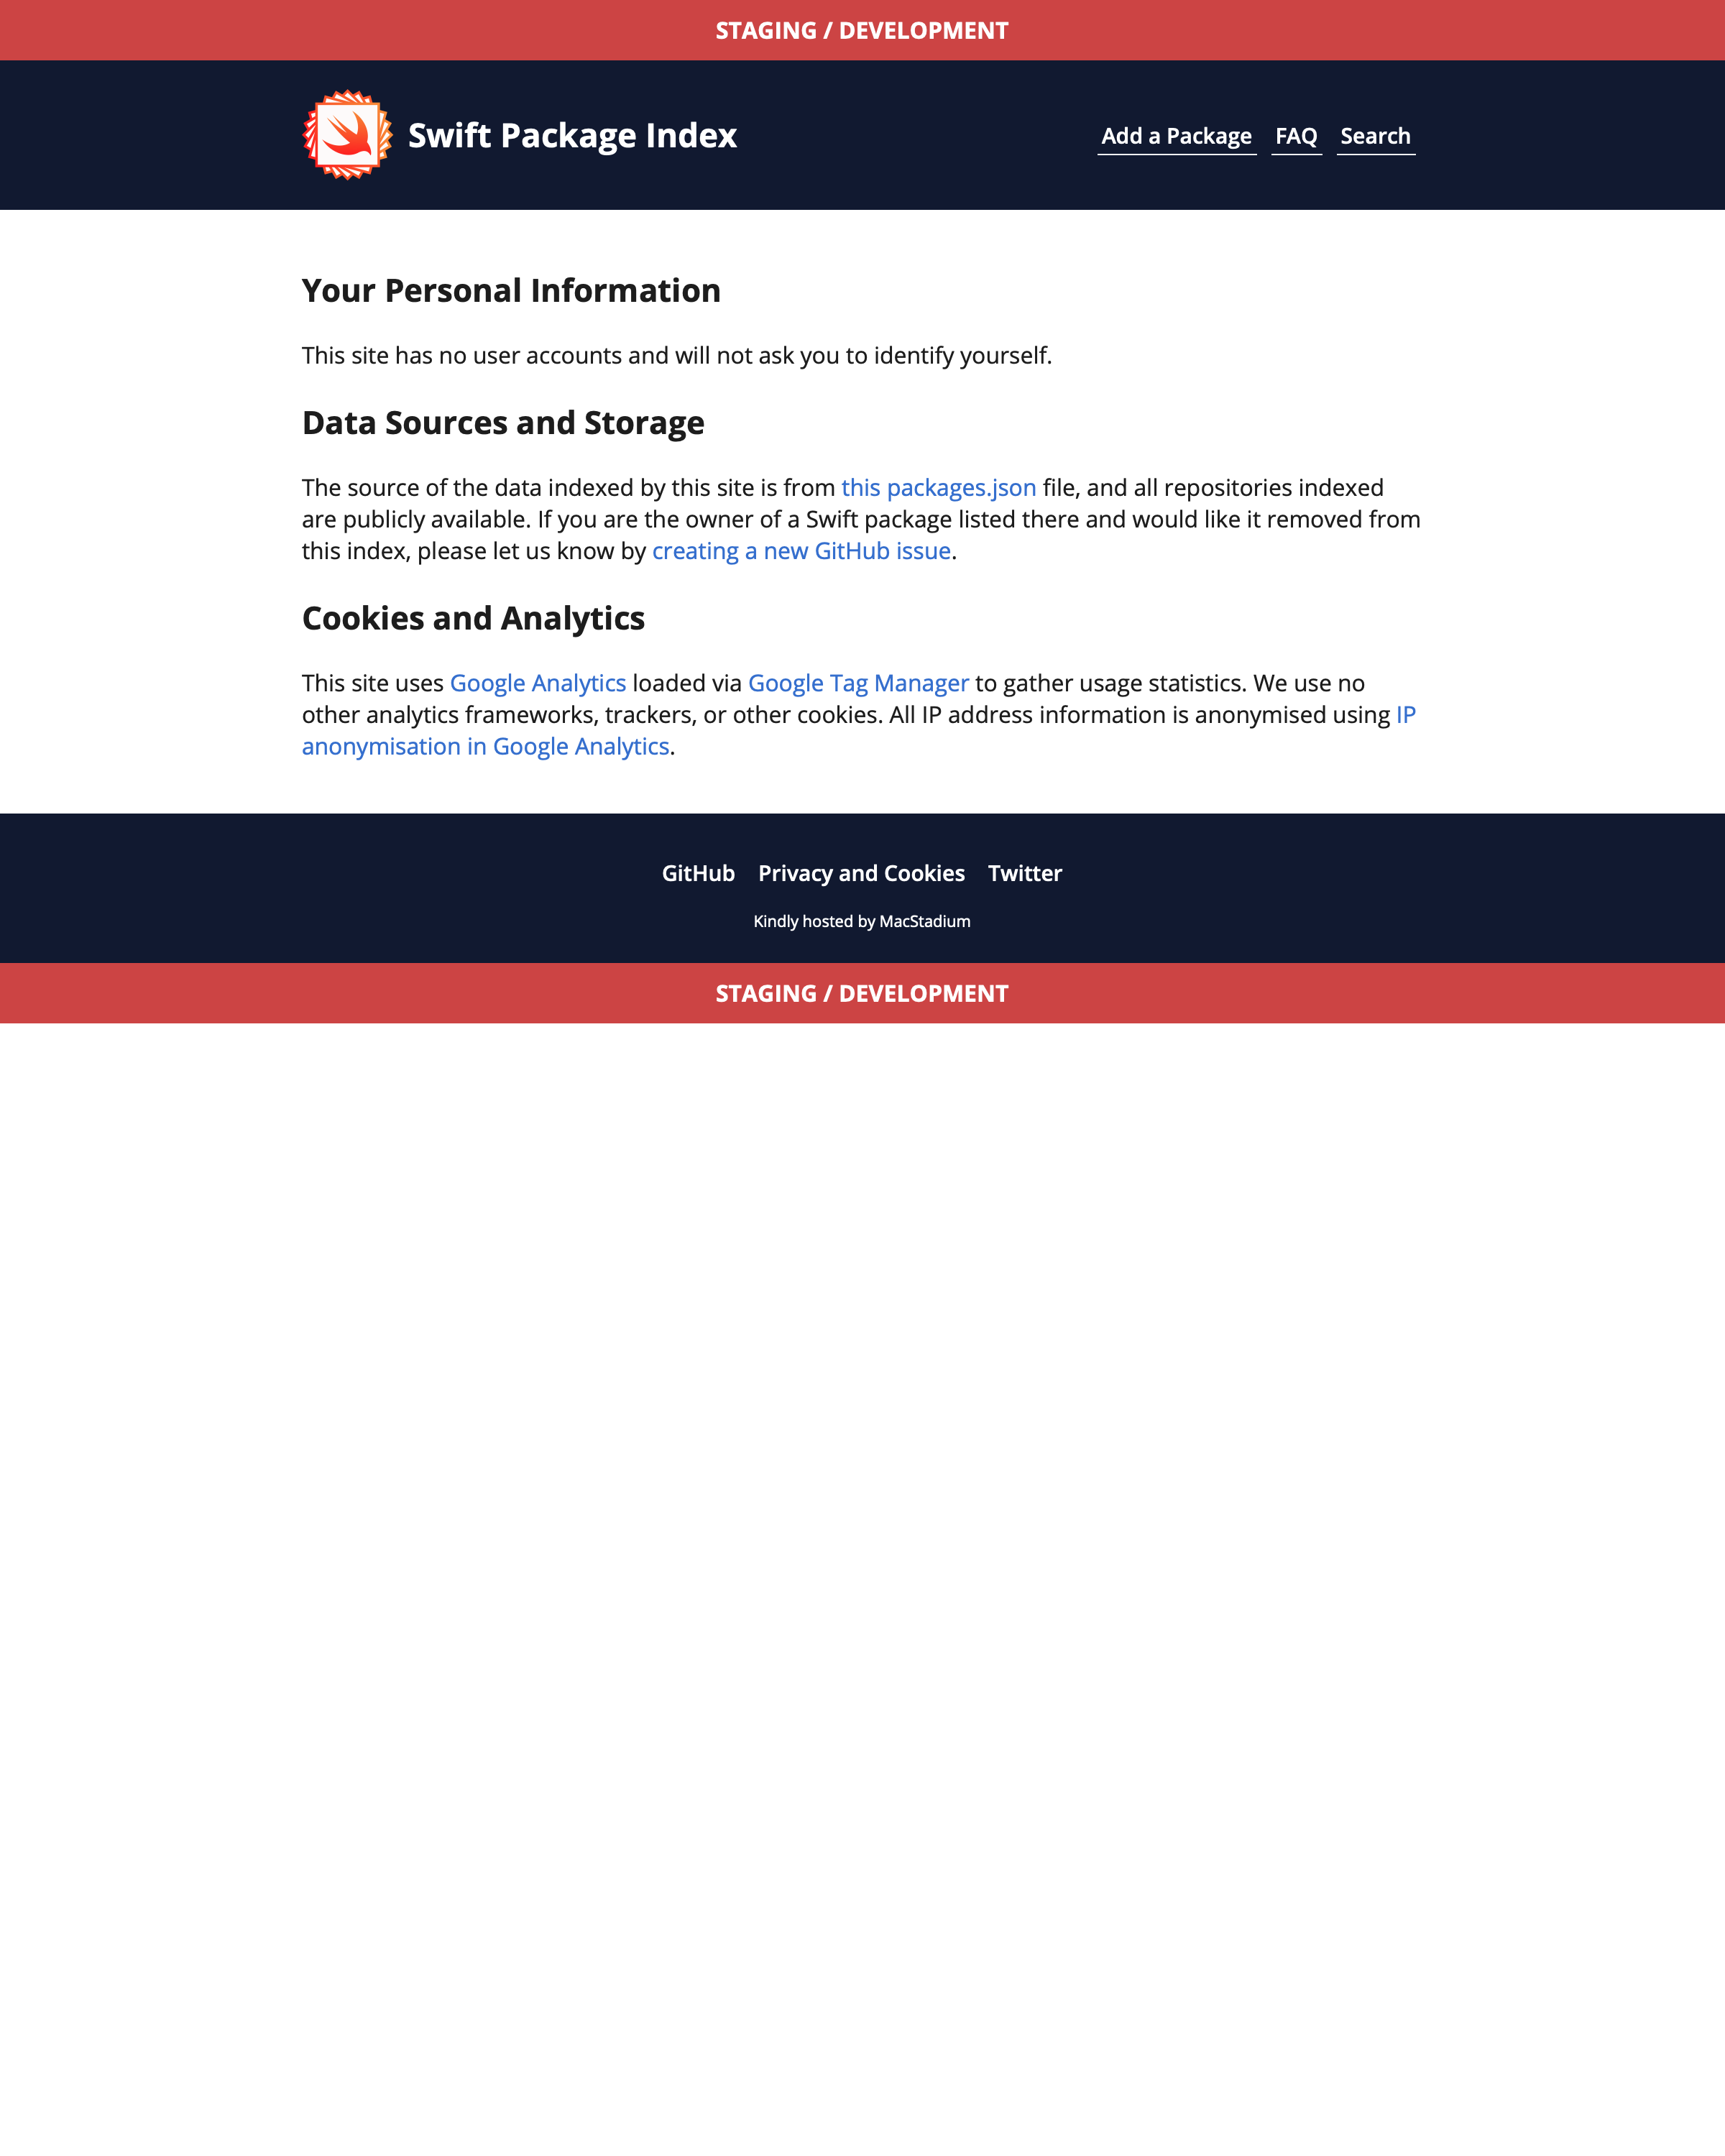 STAGING / DEVELOPMENT
Swift Package Index
Add a Package FAQ Search
Your Personal Information
This site has no user accounts and will not ask you to identify yourself.
Data Sources and Storage
The source of the data indexed by this site is from this packages.json file, and all repositories indexed
are publicly available. If you are the owner of a Swift package listed there and would like it removed from
this index, please let us know by creating a new GitHub issue.
Cookies and Analytics
This site uses Google Analytics loaded via Google Tag Manager to gather usage statistics. We use no
other analytics frameworks, trackers, or other cookies. All IP address information is anonymised using IP
anonymisation in Google Analytics.
GitHub Privacy and Cookies Twitter
Kindly hosted by MacStadium
STAGING / DEVELOPMENT